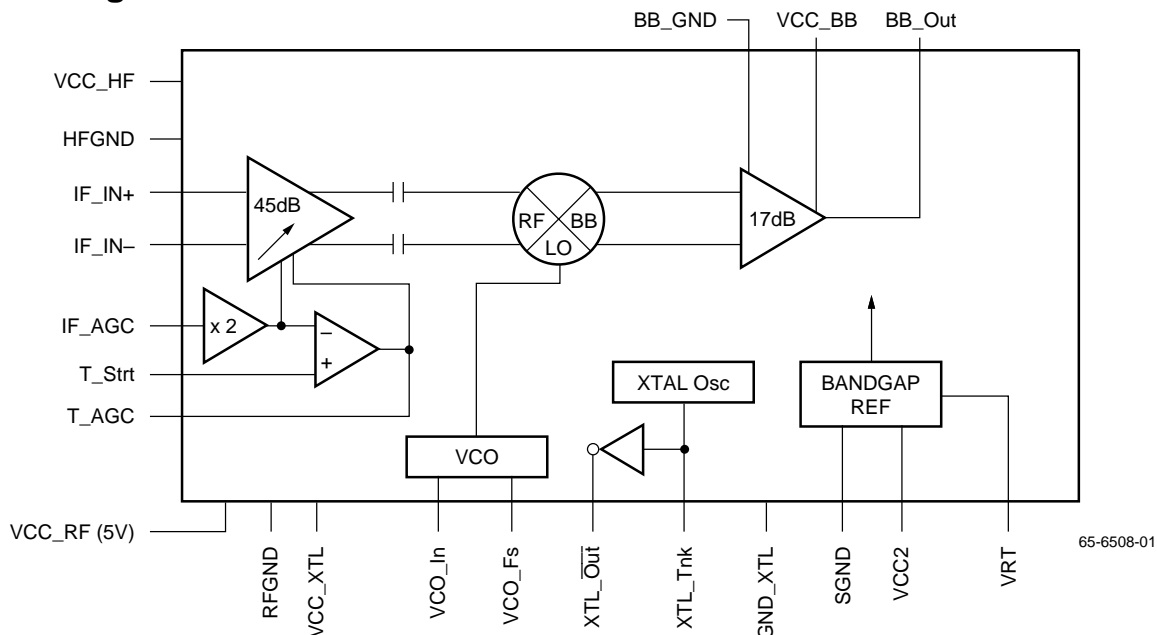 BB_GND VCC_BB BB_Out
VCC_HF
HFGND
IF_IN+
IF_IN–
45dB
RF BB
LO
17dB
IF_AGC
x 2
T_Strt
–
+
T_AGC
XTAL Osc
BANDGAP
REF
VCO
VCC_RF (5V)
RFGND
VCC_XTL
VCO_In
VCO_Fs
XTL_Out
XTL_Tnk
GND_XTL
SGND
VCC2
VRT
65-6508-01